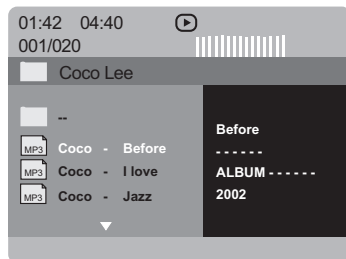 01:42 04:40
001/020
Coco Lee
--
MP3 Coco - Before
MP3 Coco - I love
MP3 Coco - Jazz
Before
- - - - - -
ALBUM - - - - - -
2002